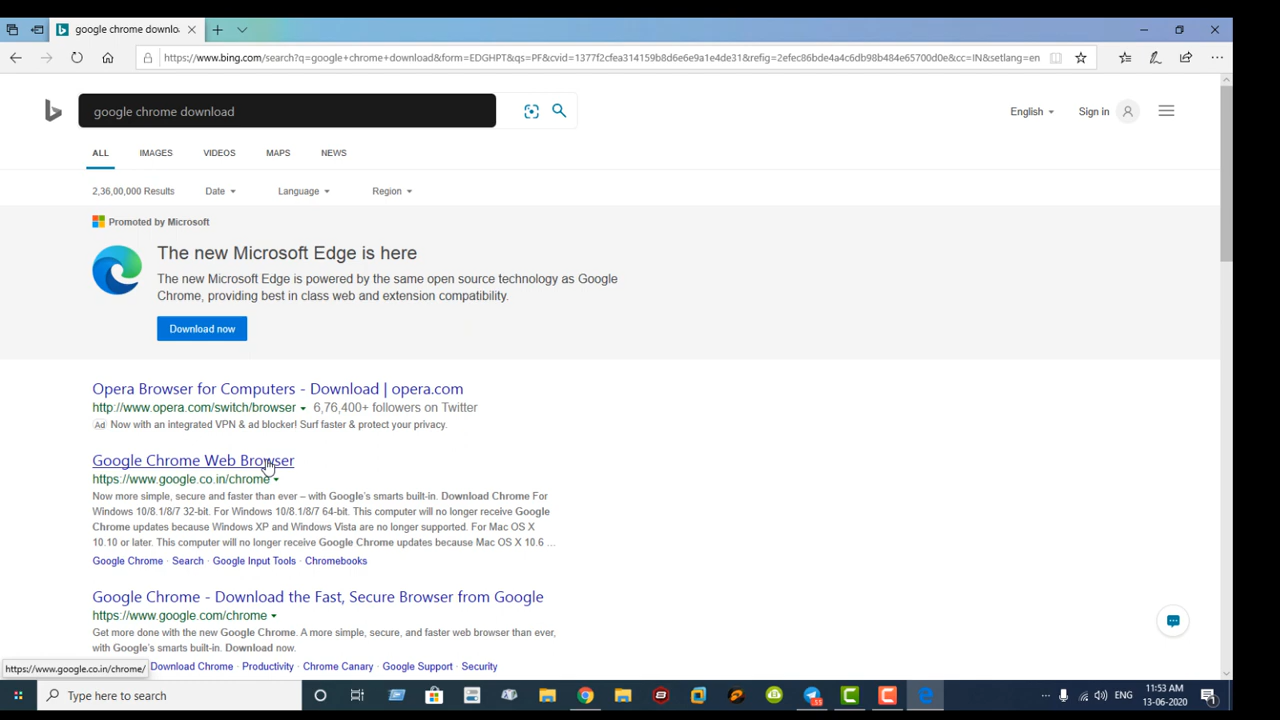 google chrome downlo
https://www.bing.com/search?q=google+chrome+download&form=EDGHPT&qs=PF&cvid=1377f2cfea314159b8d6e6e9a1e4de31&refig=2efec86bde4a4c6db98b484e65700d0e&cc=IN&setlang=en
google chrome download
English
Sign in
ALL IMAGES VIDEOS MAPS NEWS
2,36,00,000 Results Date Language Region
Promoted by Microsoft
The new Microsoft Edge is here
The new Microsoft Edge is powered by the same open source technology as Google
Chrome, providing best in class web and extension compatibility.
Download now
Opera Browser for Computers - Download | opera.com
http://www.opera.com/switch/browser 6,76,400+ followers on Twitter
Ad Now with an integrated VPN & ad blocker! Surf faster & protect your privacy.
Google Chrome Web Browser
https://www.google.co.in/chrome
Now more simple, secure and faster than ever – with Google's smarts built-in. Download Chrome For
Windows 10/8.1/8/7 32-bit. For Windows 10/8.1/8/7 64-bit. This computer will no longer receive Google
Chrome updates because Windows XP and Windows Vista are no longer supported. For Mac OS X
10.10 or later. This computer will no longer receive Google Chrome updates because Mac OS X 10.6 ...
Google Chrome · Search · Google Input Tools · Chromebooks
Google Chrome - Download the Fast, Secure Browser from Google
https://www.google.com/chrome
Get more done with the new Google Chrome. A more simple, secure, and faster web browser than ever,
with Google's smarts built-in. Download now.
https://www.google.co.in/chrome/ Download Chrome · Productivity · Chrome Canary · Google Support · Security
Type here to search
33
ENG
11:53 AM
13-06-2020
1